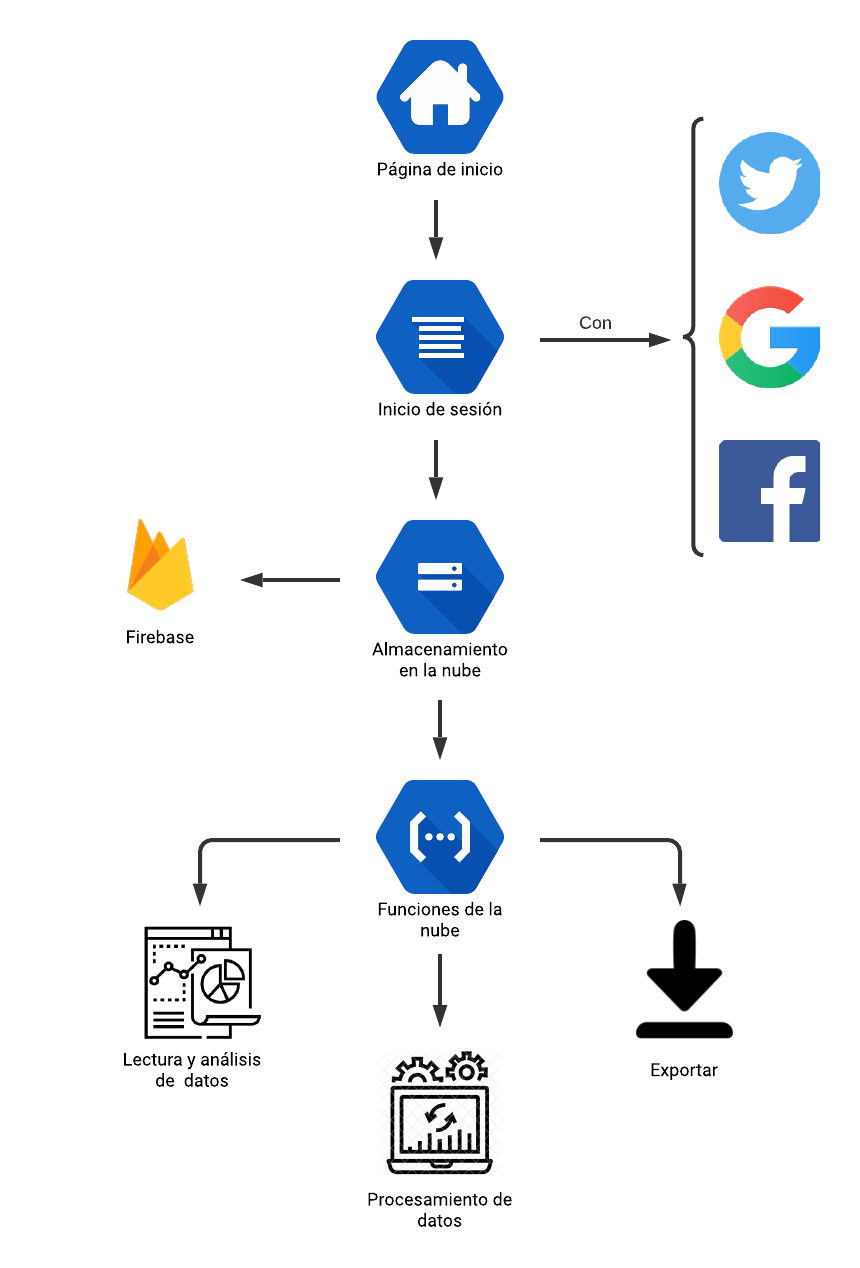 Página de inicio
Con
Inicio de sesión
Firebase
Almacenamiento
en la nube
Funciones de la
nube
Lectura y análisis
de datos
Exportar
Procesamiento de
datos